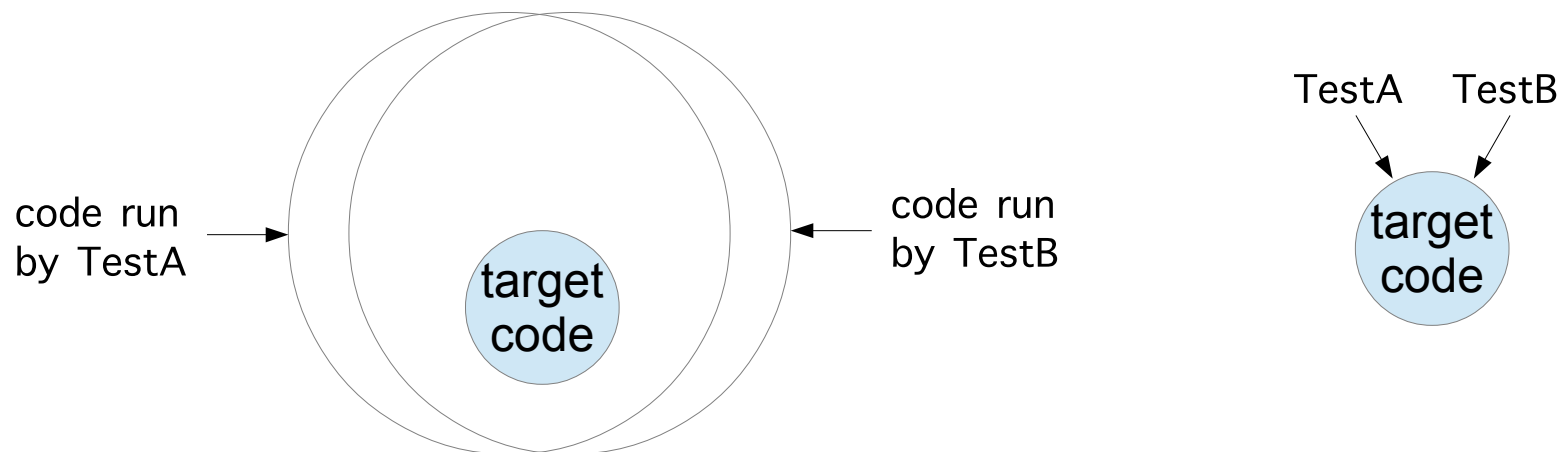 code run
by TestA
target
code
code run
by TestB
TestA
TestB
target
code